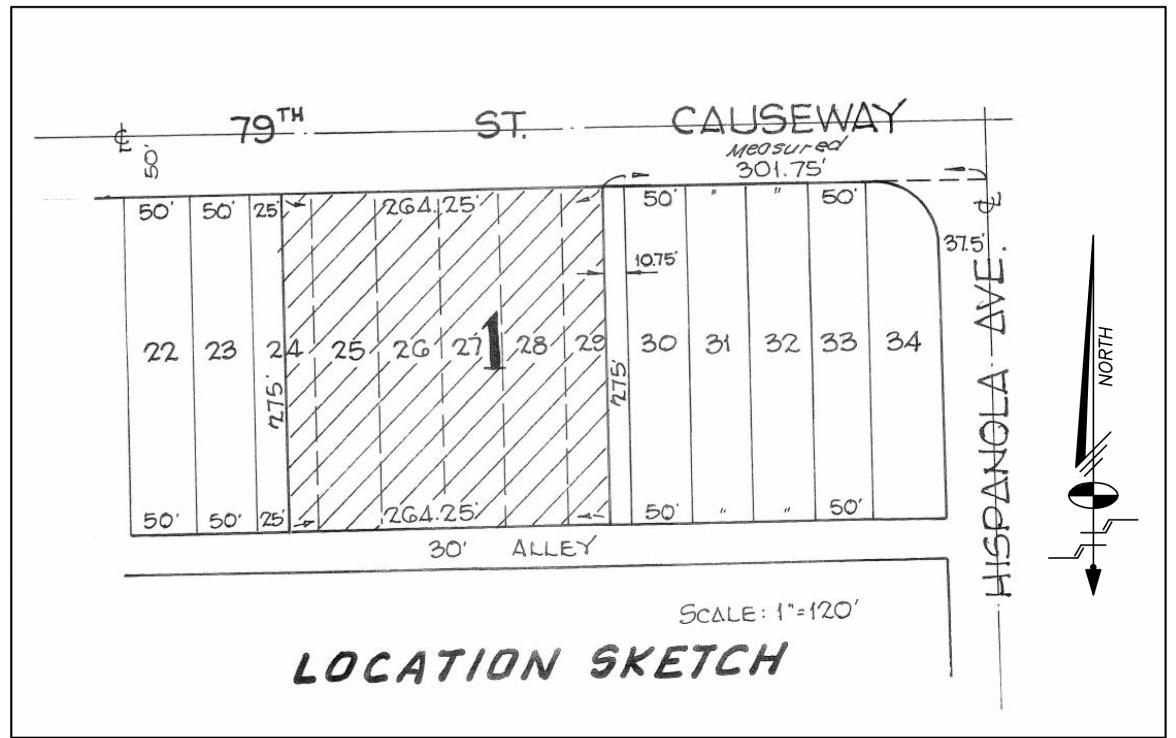 79TH ST. CAUSEWAY
℄
50'
Measured
301.75'
50' 50' 25' 264.25' 50' " " 50'
℄
37.5'
10.75'
HISPANOLA AVE.
22 23 24 25 26 27 1 28 29 30 31 32 33 34
275' 275'
NORTH
50' 50' 25' 264.25' 50' " " 50'
30' ALLEY
SCALE: 1"=120'
LOCATION SKETCH